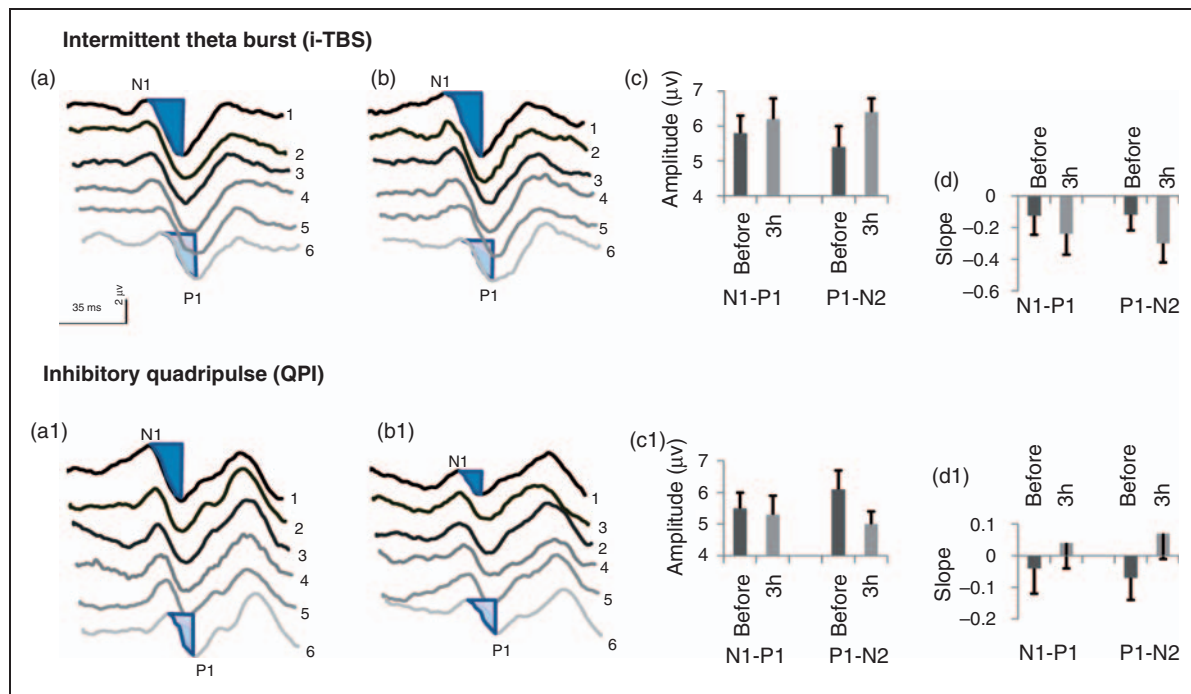 Intermittent theta burst (i-TBS)
(a)
N1
1
2
3
4
5
6
P1
35 ms
2 μv
(b)
N1
1
2
3
4
5
6
P1
(c)
Amplitude (μv)
7
6
5
4
Before
3h
Before
3h
N1-P1
P1-N2
(d)
Before
3h
Before
3h
Slope
0
–0.2
–0.4
–0.6
N1-P1
P1-N2
Inhibitory quadripulse (QPI)
(a1)
N1
1
2
3
4
5
6
P1
(b1)
N1
1
3
2
4
5
6
P1
(c1)
Amplitude (μv)
7
6
5
4
Before
3h
Before
3h
N1-P1
P1-N2
(d1)
Before
3h
Before
3h
Slope
0.1
0
–0.1
–0.2
N1-P1
P1-N2